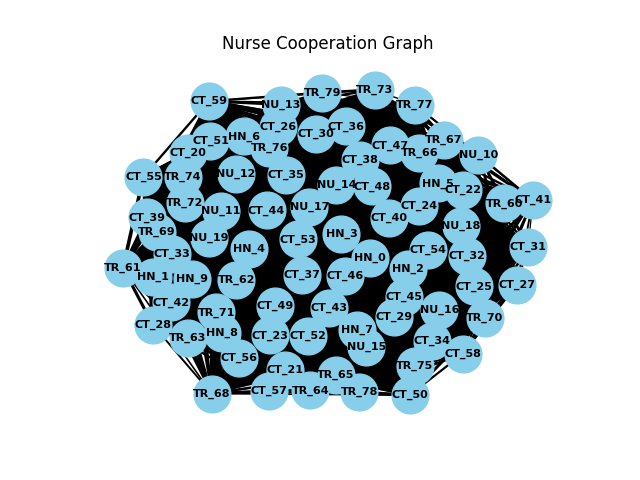 Nurse Cooperation Graph
TR_73
TR_79
CT_59
NU_13
TR_77
CT_26
CT_36
CT_30
HN_6
CT_51
TR_67
CT_47
TR_76
CT_20
TR_66
NU_10
CT_38
NU_12
CT_35
CT_55
TR_74
NU_14
CT_48
HN_5
CT_22
CT_41
TR_72
TR_60
CT_24
NU_17
NU_11
CT_44
CT_39
CT_40
NU_18
TR_69
HN_3
NU_19
CT_53
CT_31
HN_4
CT_54
CT_33
CT_32
HN_0
TR_61
HN_2
HN_1
HN_9
CT_37
CT_46
TR_62
CT_27
CT_25
CT_45
CT_42
CT_49
CT_43
NU_16
TR_71
CT_29
TR_70
CT_28
HN_7
HN_8
CT_23
CT_52
TR_63
CT_34
NU_15
CT_58
CT_56
TR_75
CT_21
TR_65
CT_57
TR_64
TR_78
TR_68
CT_50